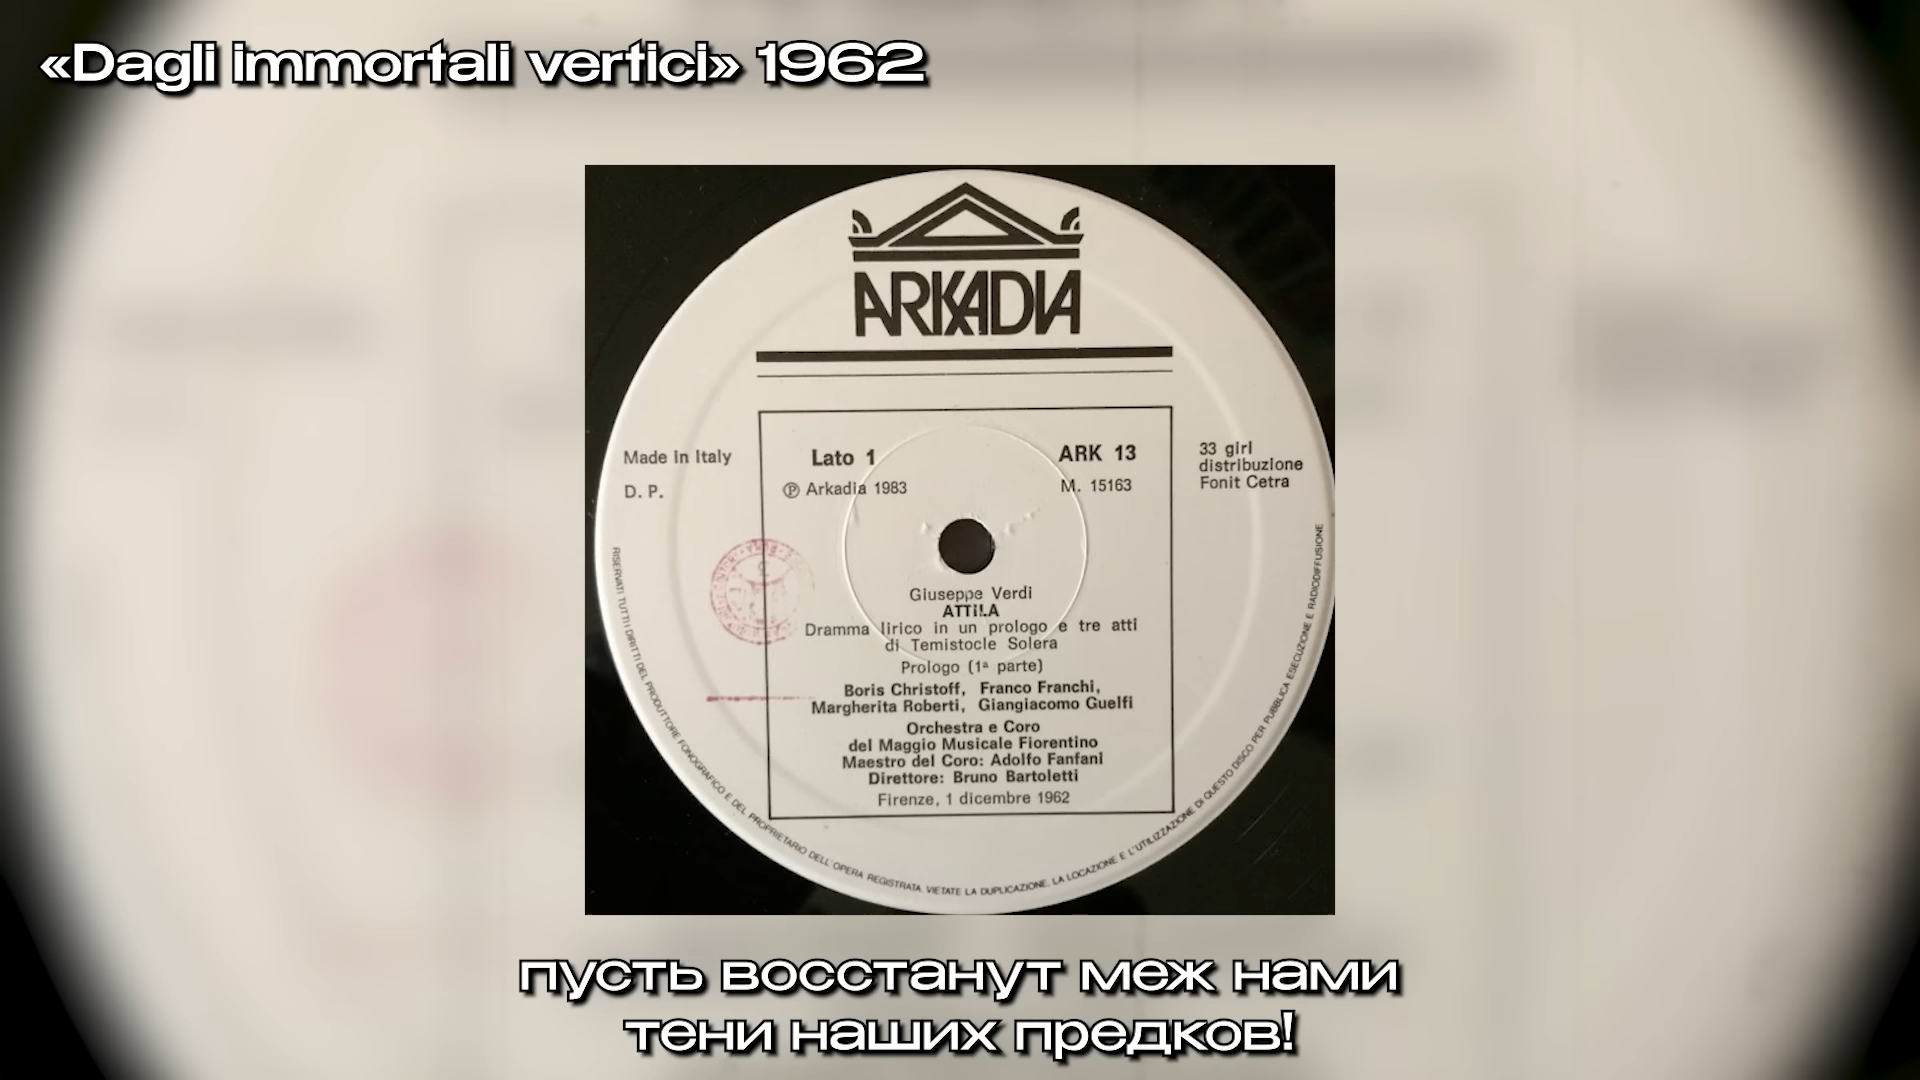 «Dagli immortali vertici» 1962
ARKADIA
Made in Italy
D. P.
Lato 1
ARK 13
℗ Arkadia 1983
M. 15163
33 giri
distribuzione
Fonit Cetra
Giuseppe Verdi
ATTILA
Dramma lirico in un prologo e tre atti
di Temistocle Solera
Prologo (1ª parte)
Boris Christoff, Franco Franchi,
Margherita Roberti, Giangiacomo Guelfi
Orchestra e Coro
del Maggio Musicale Fiorentino
Maestro del Coro: Adolfo Fanfani
Direttore: Bruno Bartoletti
Firenze, 1 dicembre 1962
RISERVATI TUTTI I DIRITTI DEL PRODUTTORE FONOGRAFICO E DEL PROPRIETARIO DELL'OPERA REGISTRATA. VIETATE LA DUPLICAZIONE, LA LOCAZIONE E L'UTILIZZAZIONE DI QUESTO DISCO PER PUBBLICA ESECUZIONE E RADIODIFFUSIONE
пусть восстанут меж нами
тени наших предков!